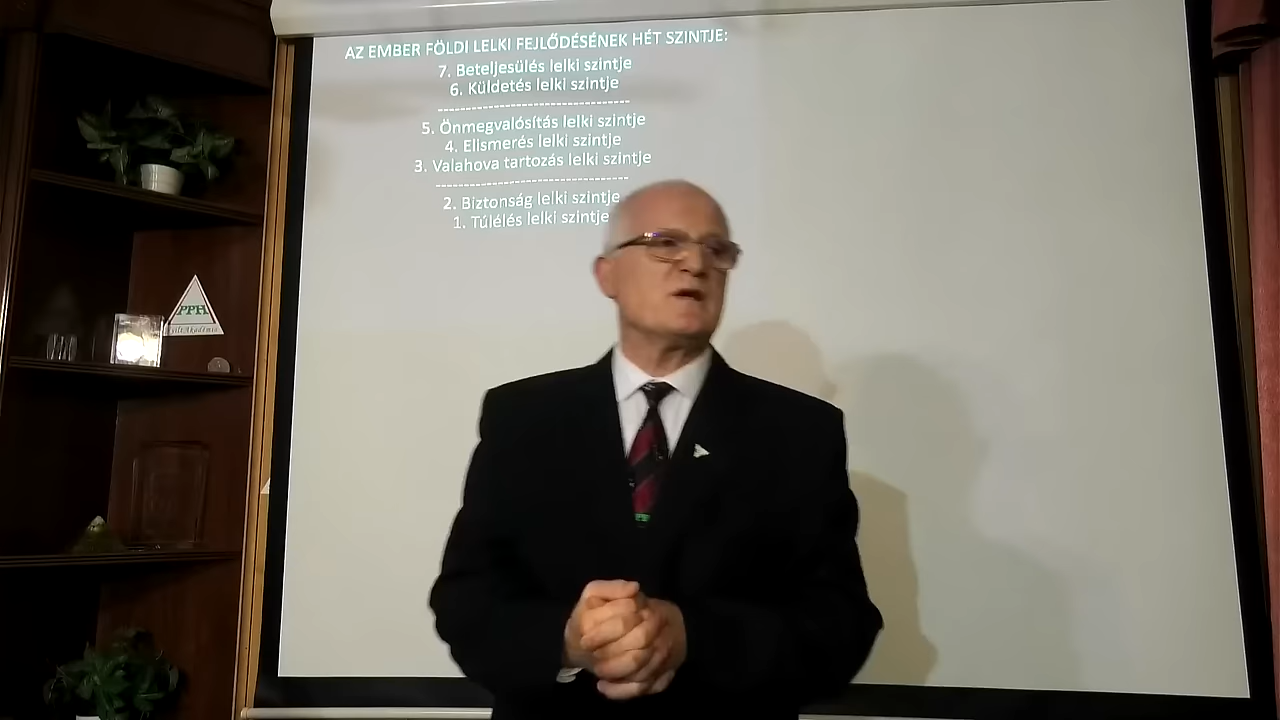 AZ EMBER FÖLDI LELKI FEJLŐDÉSÉNEK HÉT SZINTJE:
7. Beteljesülés lelki szintje
6. Küldetés lelki szintje
----------------------------------
5. Önmegvalósítás lelki szintje
4. Elismerés lelki szintje
3. Valahova tartozás lelki szintje
----------------------------------
2. Biztonság lelki szintje
1. Túlélés lelki szintje
PPH